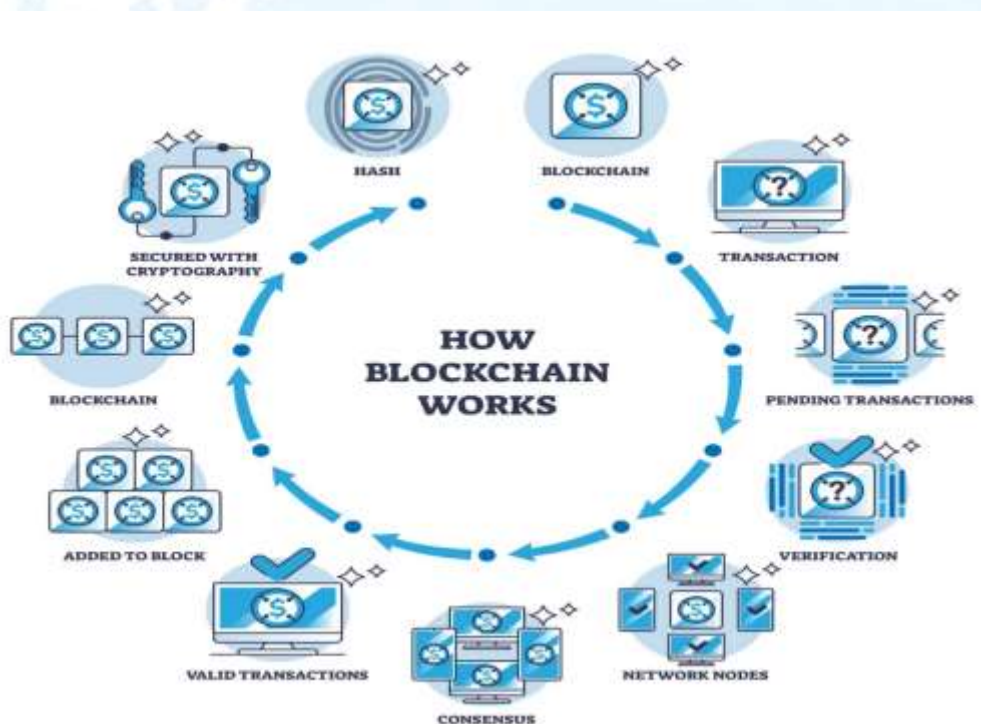 HOW
BLOCKCHAIN
WORKS
BLOCKCHAIN
TRANSACTION
PENDING TRANSACTIONS
VERIFICATION
NETWORK NODES
CONSENSUS
VALID TRANSACTIONS
ADDED TO BLOCK
BLOCKCHAIN
SECURED WITH
CRYPTOGRAPHY
HASH